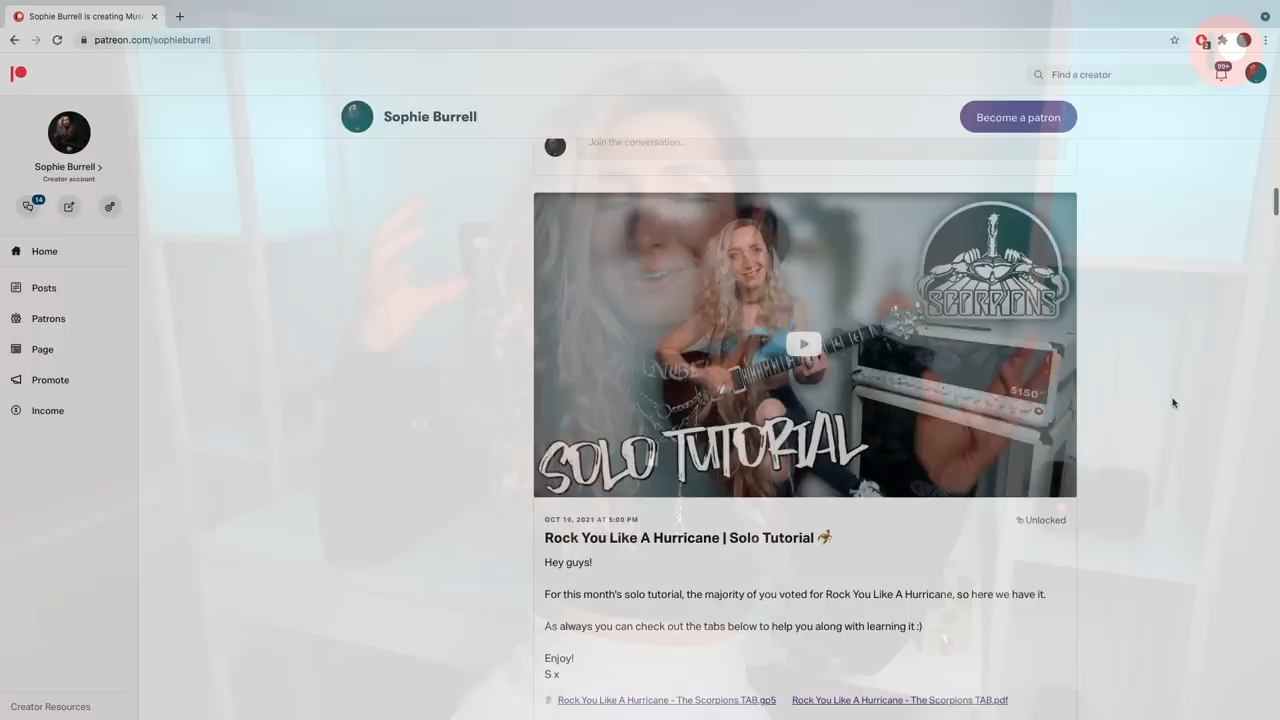 Sophie Burrell is creating Mus
patreon.com/sophieburrell
2
Find a creator
99+
Sophie Burrell
Become a patron
Sophie Burrell
Creator account
14
Home
Posts
Patrons
Page
Promote
Income
Creator Resources
Join the conversation...
SCORPIONS
5150
SOLO TUTORIAL
OCT 19, 2021 AT 5:00 PM
Unlocked
Rock You Like A Hurricane | Solo Tutorial 🦂
Hey guys!
For this month's solo tutorial, the majority of you voted for Rock You Like A Hurricane, so here we have it.
As always you can check out the tabs below to help you along with learning it :)
Enjoy!
S x
Rock You Like A Hurricane - The Scorpions TAB.gp5 Rock You Like A Hurricane - The Scorpions TAB.pdf